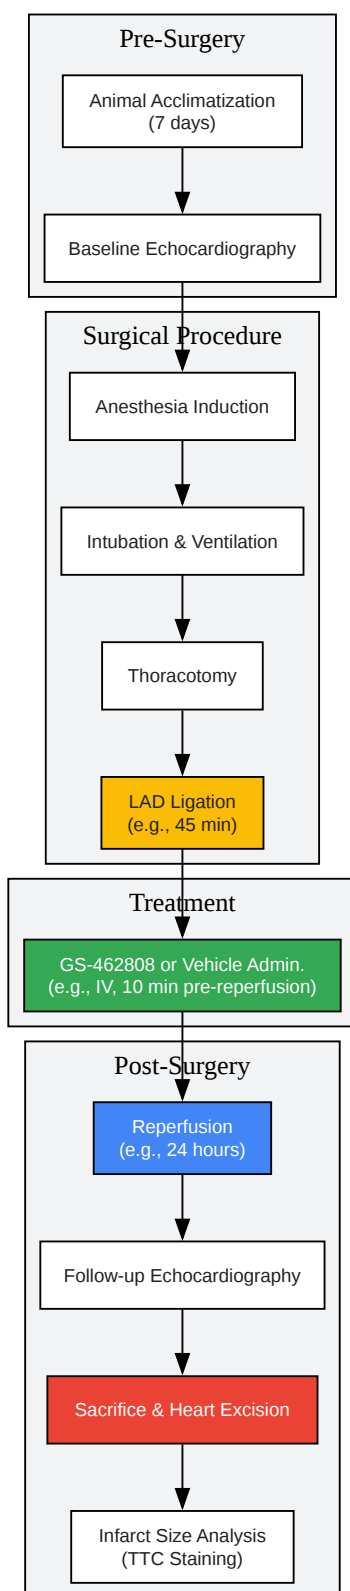 Pre-Surgery
Animal Acclimatization
(7 days)
Baseline Echocardiography
Surgical Procedure
Anesthesia Induction
Intubation & Ventilation
Thoracotomy
LAD Ligation
(e.g., 45 min)
Treatment
GS-462808 or Vehicle Admin.
(e.g., IV, 10 min pre-reperfusion)
Post-Surgery
Reperfusion
(e.g., 24 hours)
Follow-up Echocardiography
Sacrifice & Heart Excision
Infarct Size Analysis
(TTC Staining)